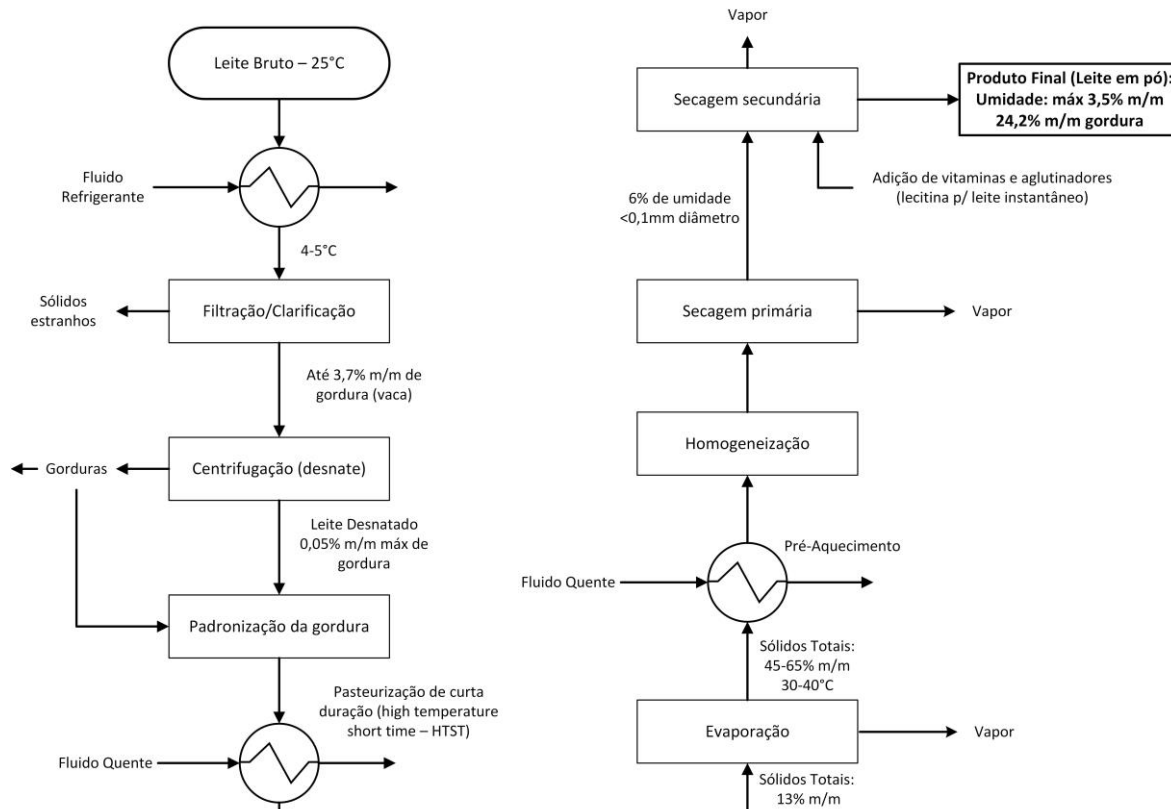 Leite Bruto – 25°C
Fluido
Refrigerante
4-5°C
Sólidos
estranhos
Filtração/Clarificação
Até 3,7% m/m de
gordura (vaca)
Gorduras
Centrifugação (desnate)
Leite Desnatado
0,05% m/m máx de
gordura
Padronização da gordura
Pasteurização de curta
duração (high temperature
short time – HTST)
Fluido Quente
Sólidos Totais:
13% m/m
Evaporação
Vapor
Sólidos Totais:
45-65% m/m
30-40°C
Fluido Quente
Pré-Aquecimento
Homogeneização
Secagem primária
Vapor
6% de umidade
<0,1mm diâmetro
Adição de vitaminas e aglutinadores
(lecitina p/ leite instantâneo)
Secagem secundária
Vapor
Produto Final (Leite em pó):
Umidade: máx 3,5% m/m
24,2% m/m gordura